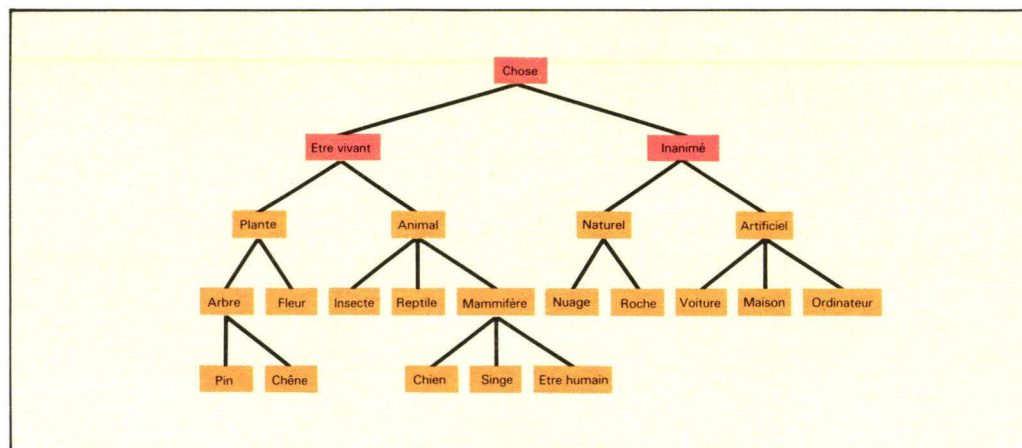 Chose
Etre vivant Inanimé
Plante Animal Naturel Artificiel
Arbre Fleur Insecte Reptile Mammifère Nuage Roche Voiture Maison Ordinateur
Pin Chêne Chien Singe Etre humain